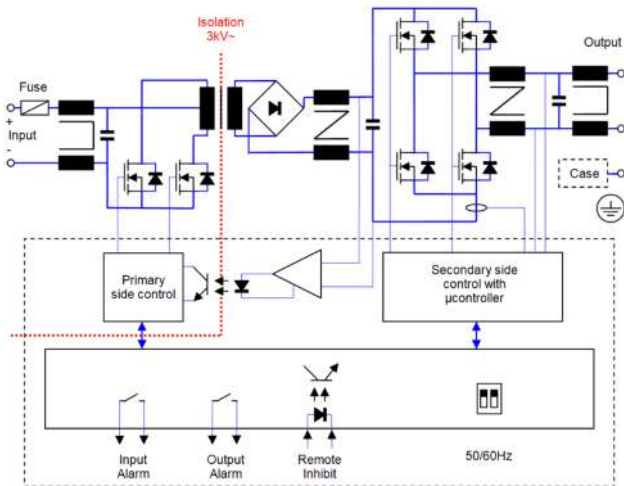 Isolation
3kV~
Output
Fuse
+
Input
-
Case
Primary
side control
Secondary side
control with
µcontroller
Input
Alarm
Output
Alarm
Remote
Inhibit
50/60Hz